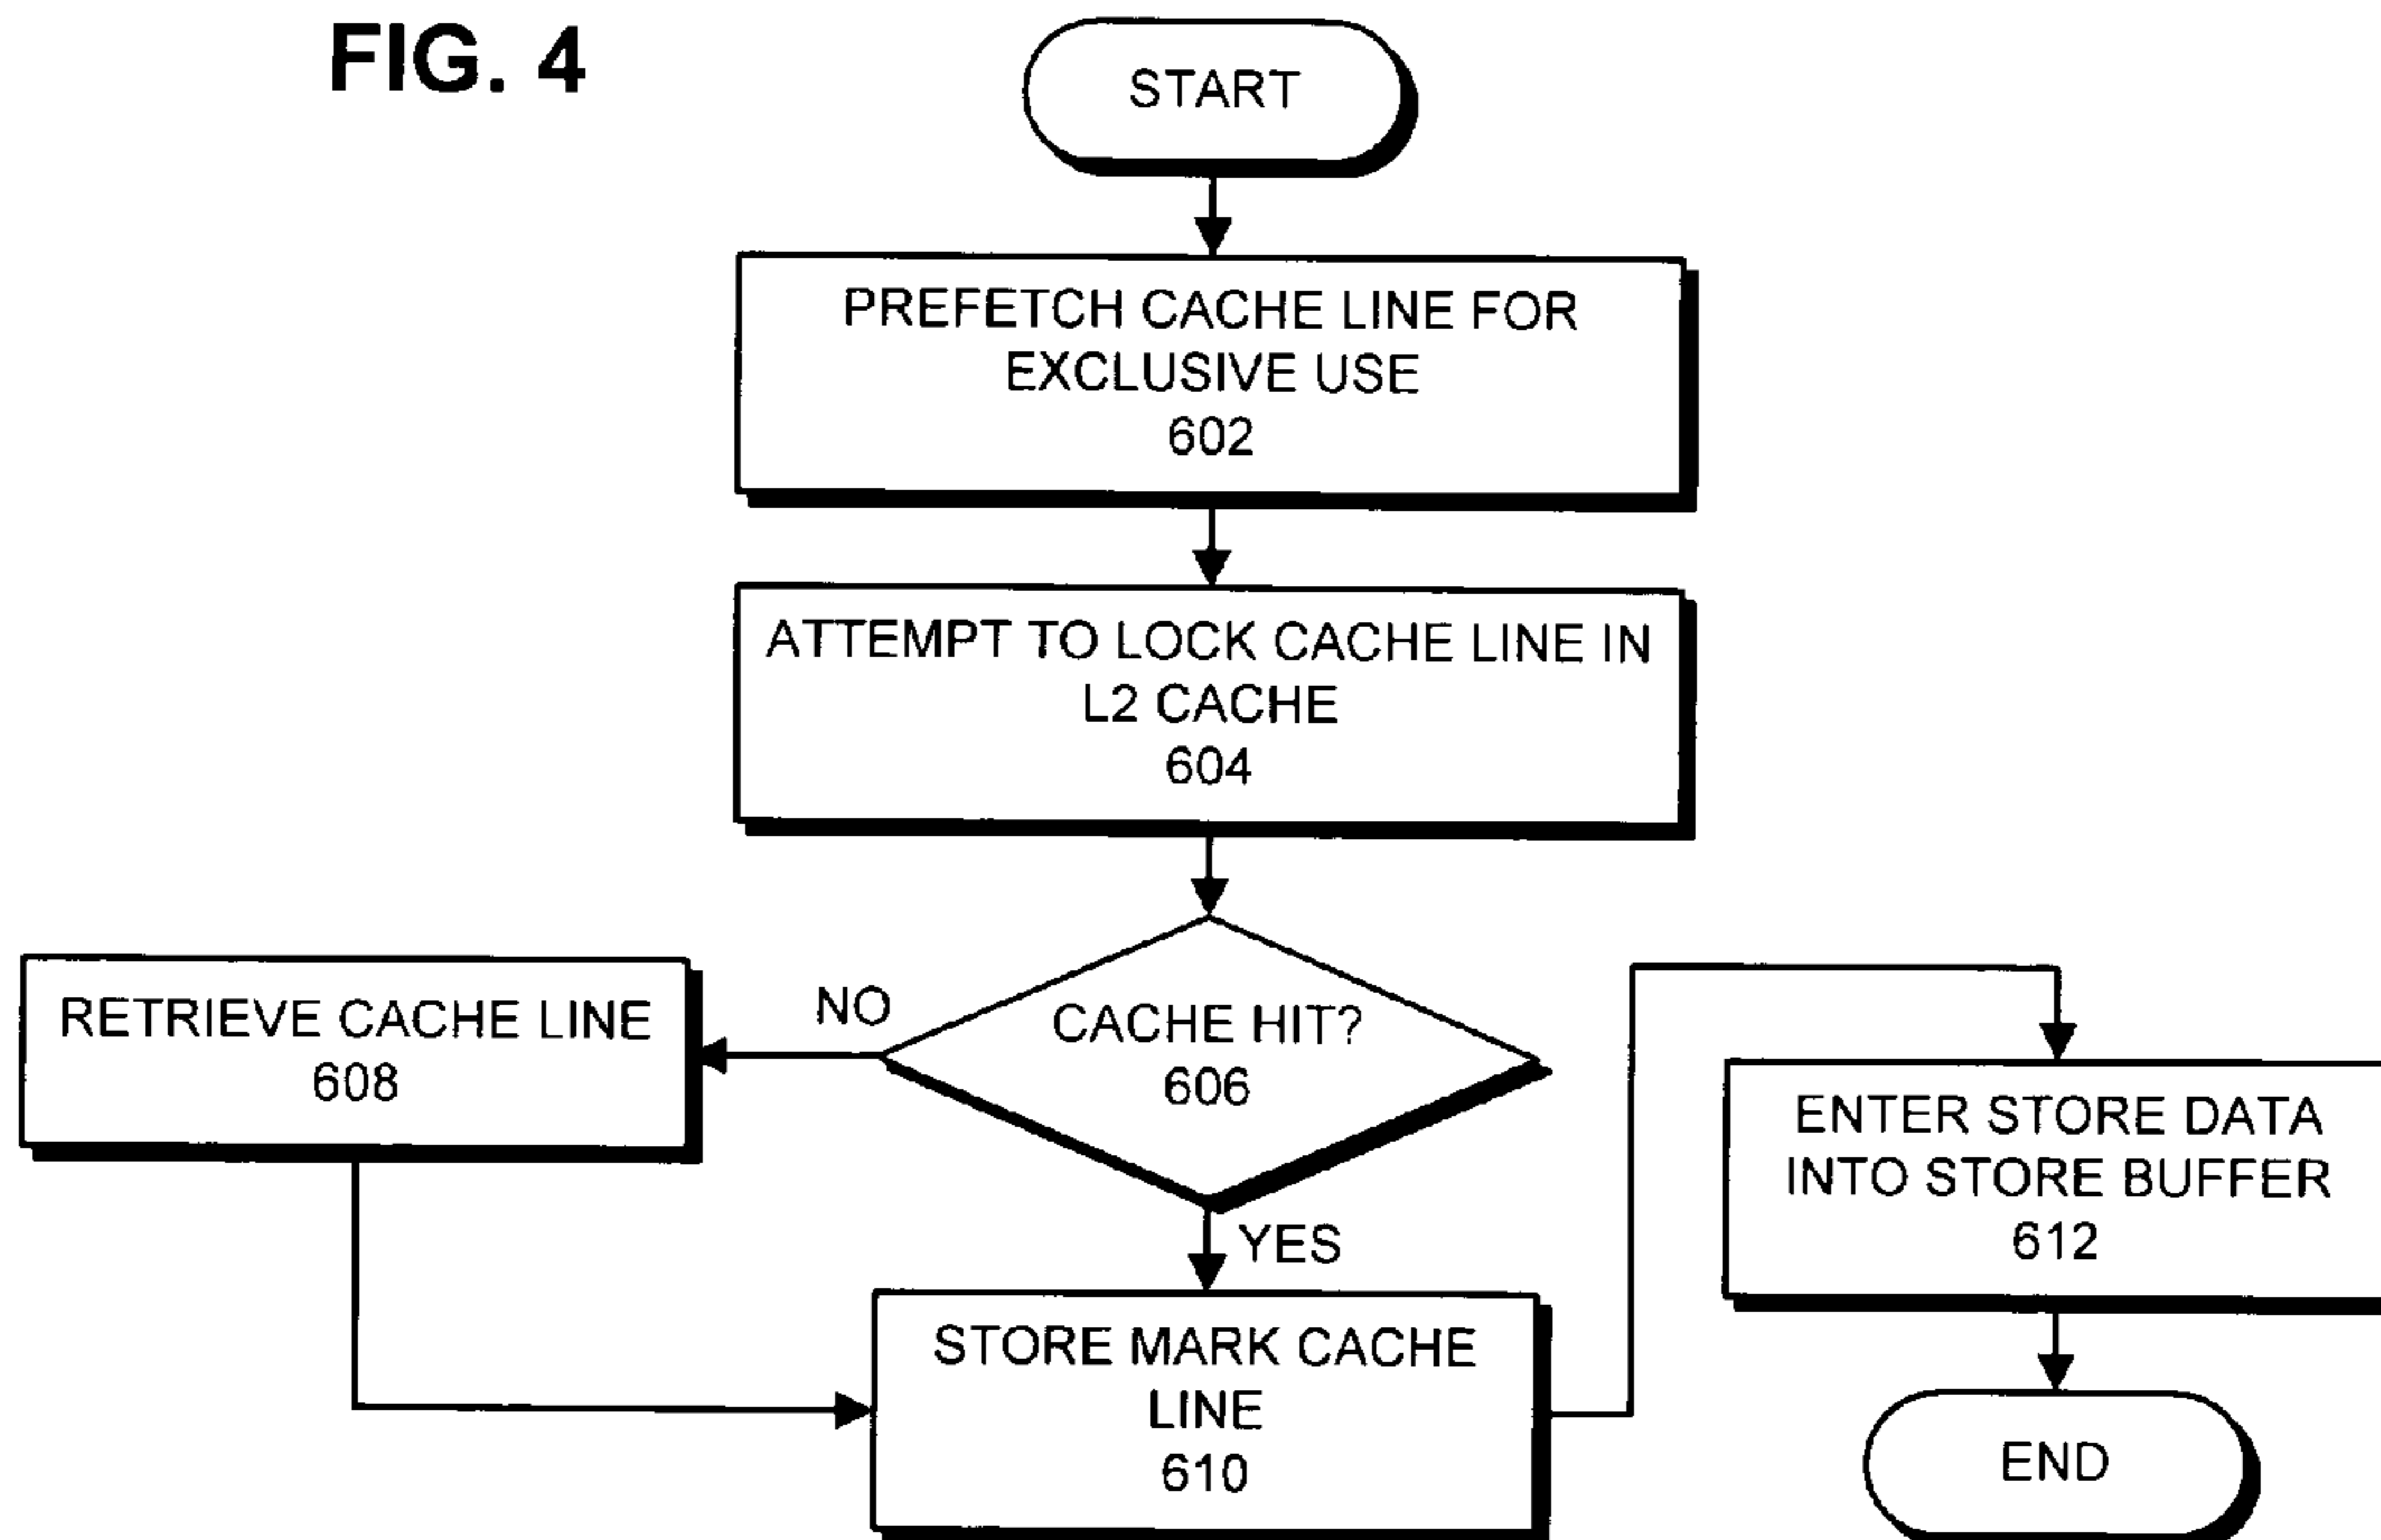 FIG. 4
START
PREFETCH CACHE LINE FOR
EXCLUSIVE USE
602
ATTEMPT TO LOCK CACHE LINE IN
L2 CACHE
604
CACHE HIT?
606
NO
RETRIEVE CACHE LINE
608
YES
STORE MARK CACHE
LINE
610
ENTER STORE DATA
INTO STORE BUFFER
612
END